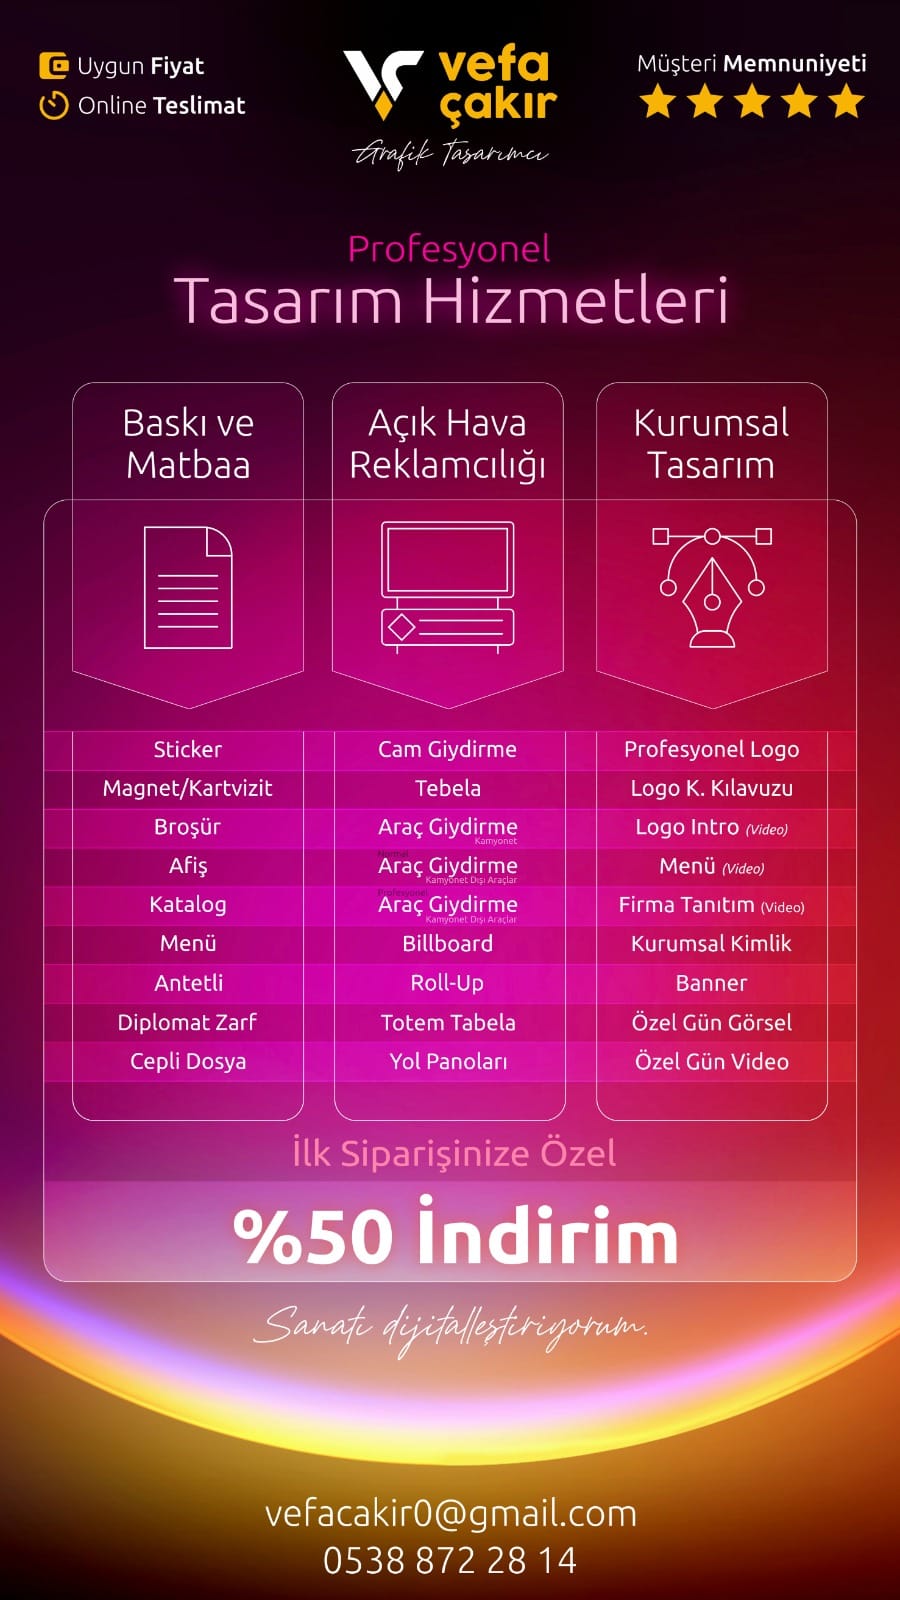 Uygun Fiyat
Online Teslimat
vefa
çakır
Grafik Tasarımcı
Müşteri Memnuniyeti
Profesyonel
Tasarım Hizmetleri
Baskı ve
Matbaa
Sticker
Magnet/Kartvizit
Broşür
Afiş
Katalog
Menü
Antetli
Diplomat Zarf
Cepli Dosya
Açık Hava
Reklamcılığı
Cam Giydirme
Tebela
Araç Giydirme
Kamyonet
Normal
Araç Giydirme
Kamyonet Dışı Araçlar
Profesyonel
Araç Giydirme
Kamyonet Dışı Araçlar
Billboard
Roll-Up
Totem Tabela
Yol Panoları
Kurumsal
Tasarım
Profesyonel Logo
Logo K. Kılavuzu
Logo Intro (Video)
Menü (Video)
Firma Tanıtım (Video)
Kurumsal Kimlik
Banner
Özel Gün Görsel
Özel Gün Video
İlk Siparişinize Özel
%50 İndirim
Sanatı dijitalleştiriyorum.
vefacakir0@gmail.com
0538 872 28 14